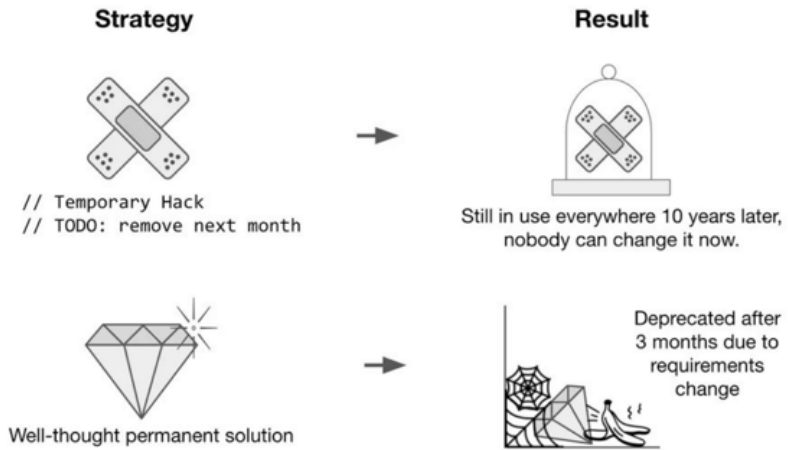 Strategy
Result
// Temporary Hack
// TODO: remove next month
Still in use everywhere 10 years later,
nobody can change it now.
Well-thought permanent solution
Deprecated after
3 months due to
requirements
change